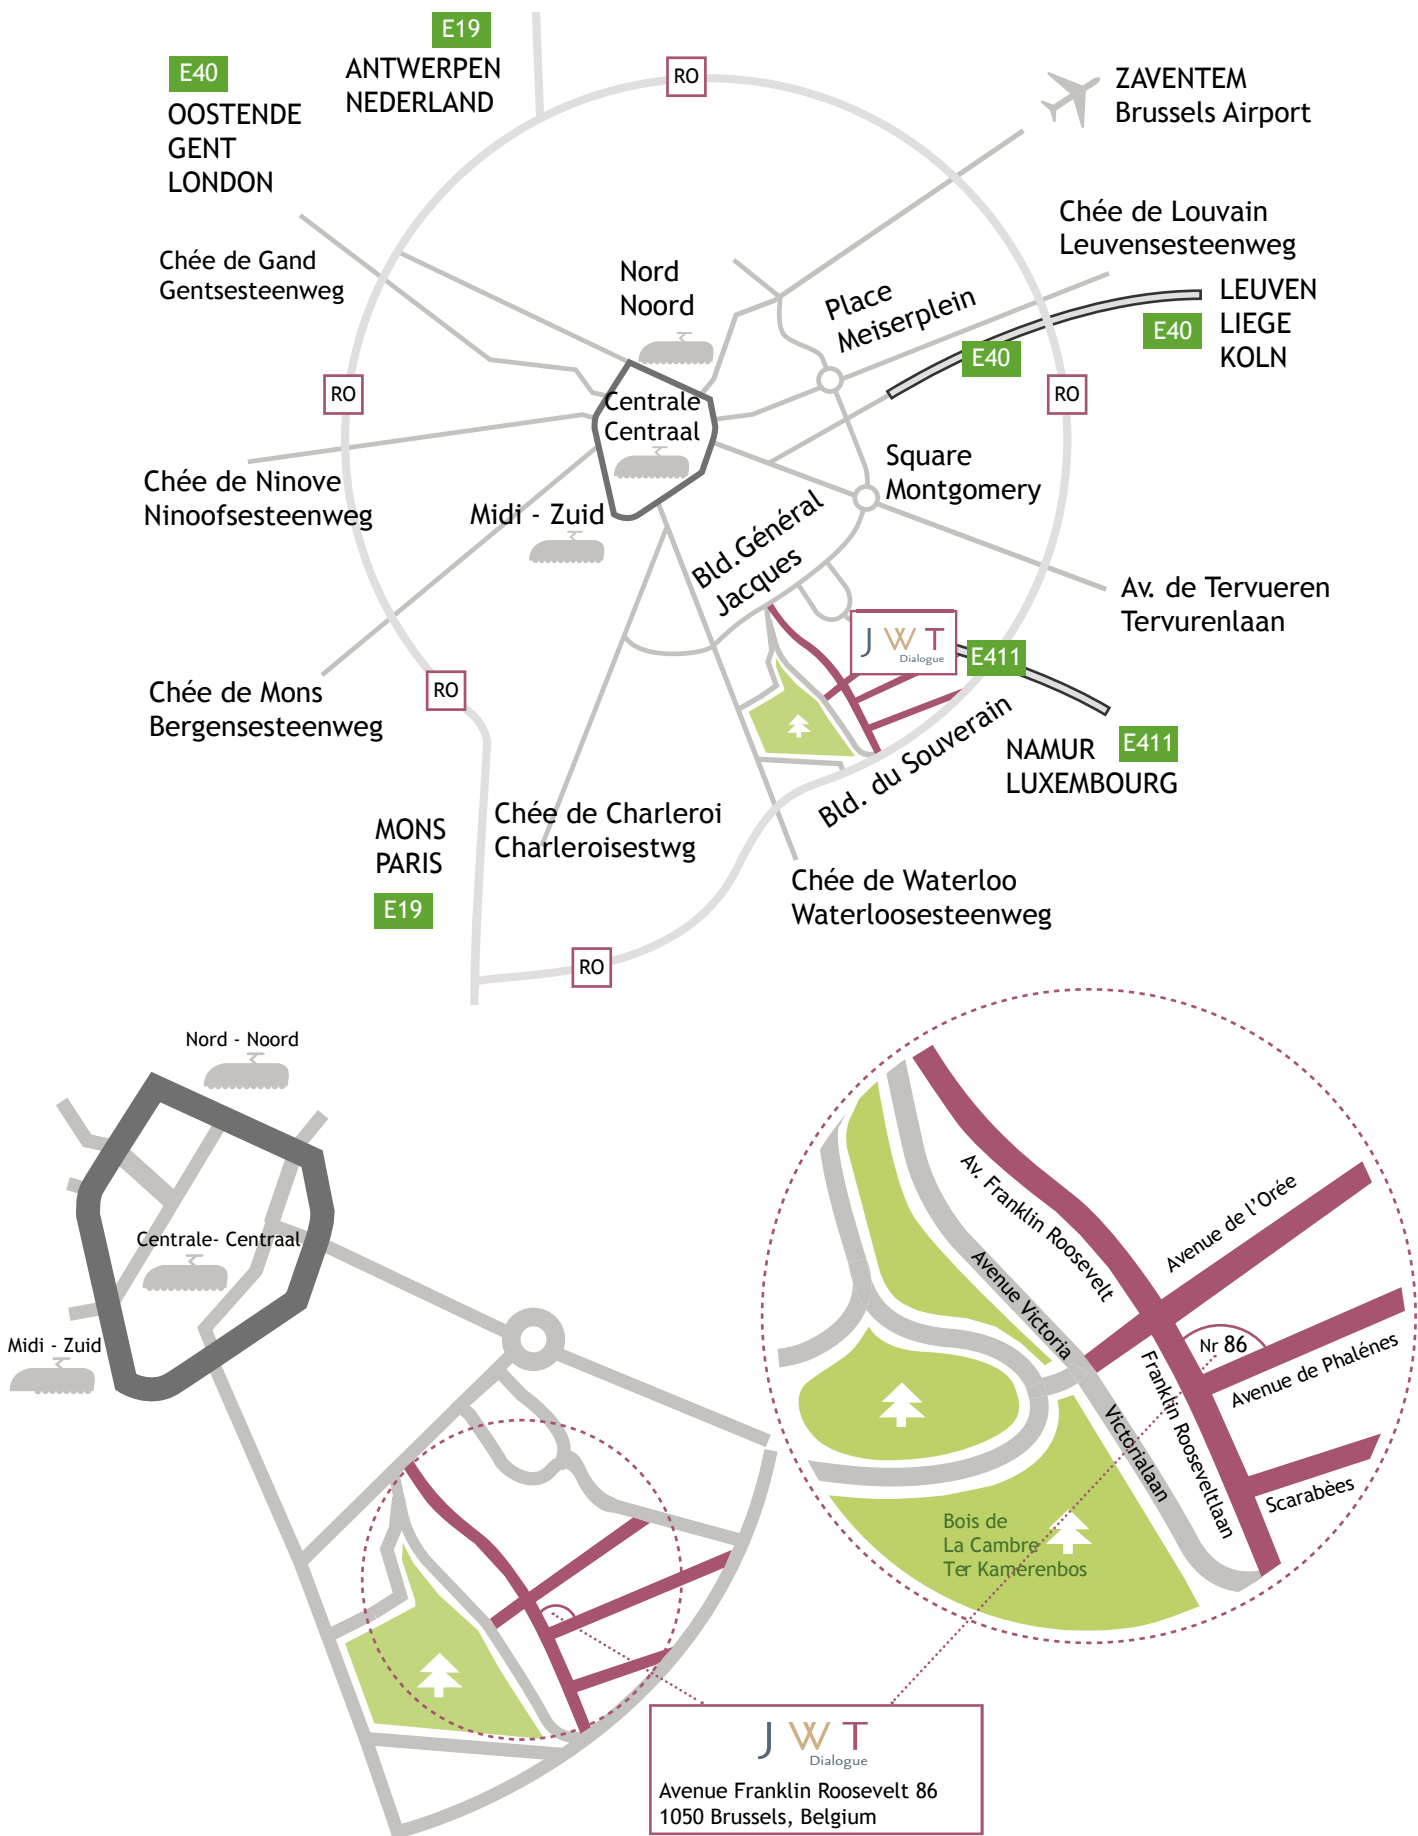 E19
ANTWERPEN
NEDERLAND
E40
OOSTENDE
GENT
LONDON
RO
ZAVENTEM
Brussels Airport
Chée de Louvain
Leuvensesteenweg
Chée de Gand
Gentsesteenweg
Nord
Noord
Place
Meiserplein
LEUVEN
LIEGE
KOLN
E40
E40
RO
RO
Centrale
Centraal
Square
Montgomery
Chée de Ninove
Ninoofsesteenweg
Midi - Zuid
Bld.Général
Jacques
Av. de Tervueren
Tervurenlaan
J W T
Dialogue
E411
RO
Chée de Mons
Bergensesteenweg
Bld. du Souverain
NAMUR
LUXEMBOURG
E411
MONS
PARIS
E19
Chée de Charleroi
Charleroisestwg
Chée de Waterloo
Waterloosesteenweg
RO
Nord - Noord
Centrale- Centraal
Midi - Zuid
Av. Franklin Roosevelt
Avenue de l'Orée
Avenue Victoria
Nr 86
Avenue de Phalénes
Franklin Rooseveltlaan
Victorialaan
Scarabèes
Bois de
La Cambre
Ter Kamerenbos
J W T
Dialogue
Avenue Franklin Roosevelt 86
1050 Brussels, Belgium